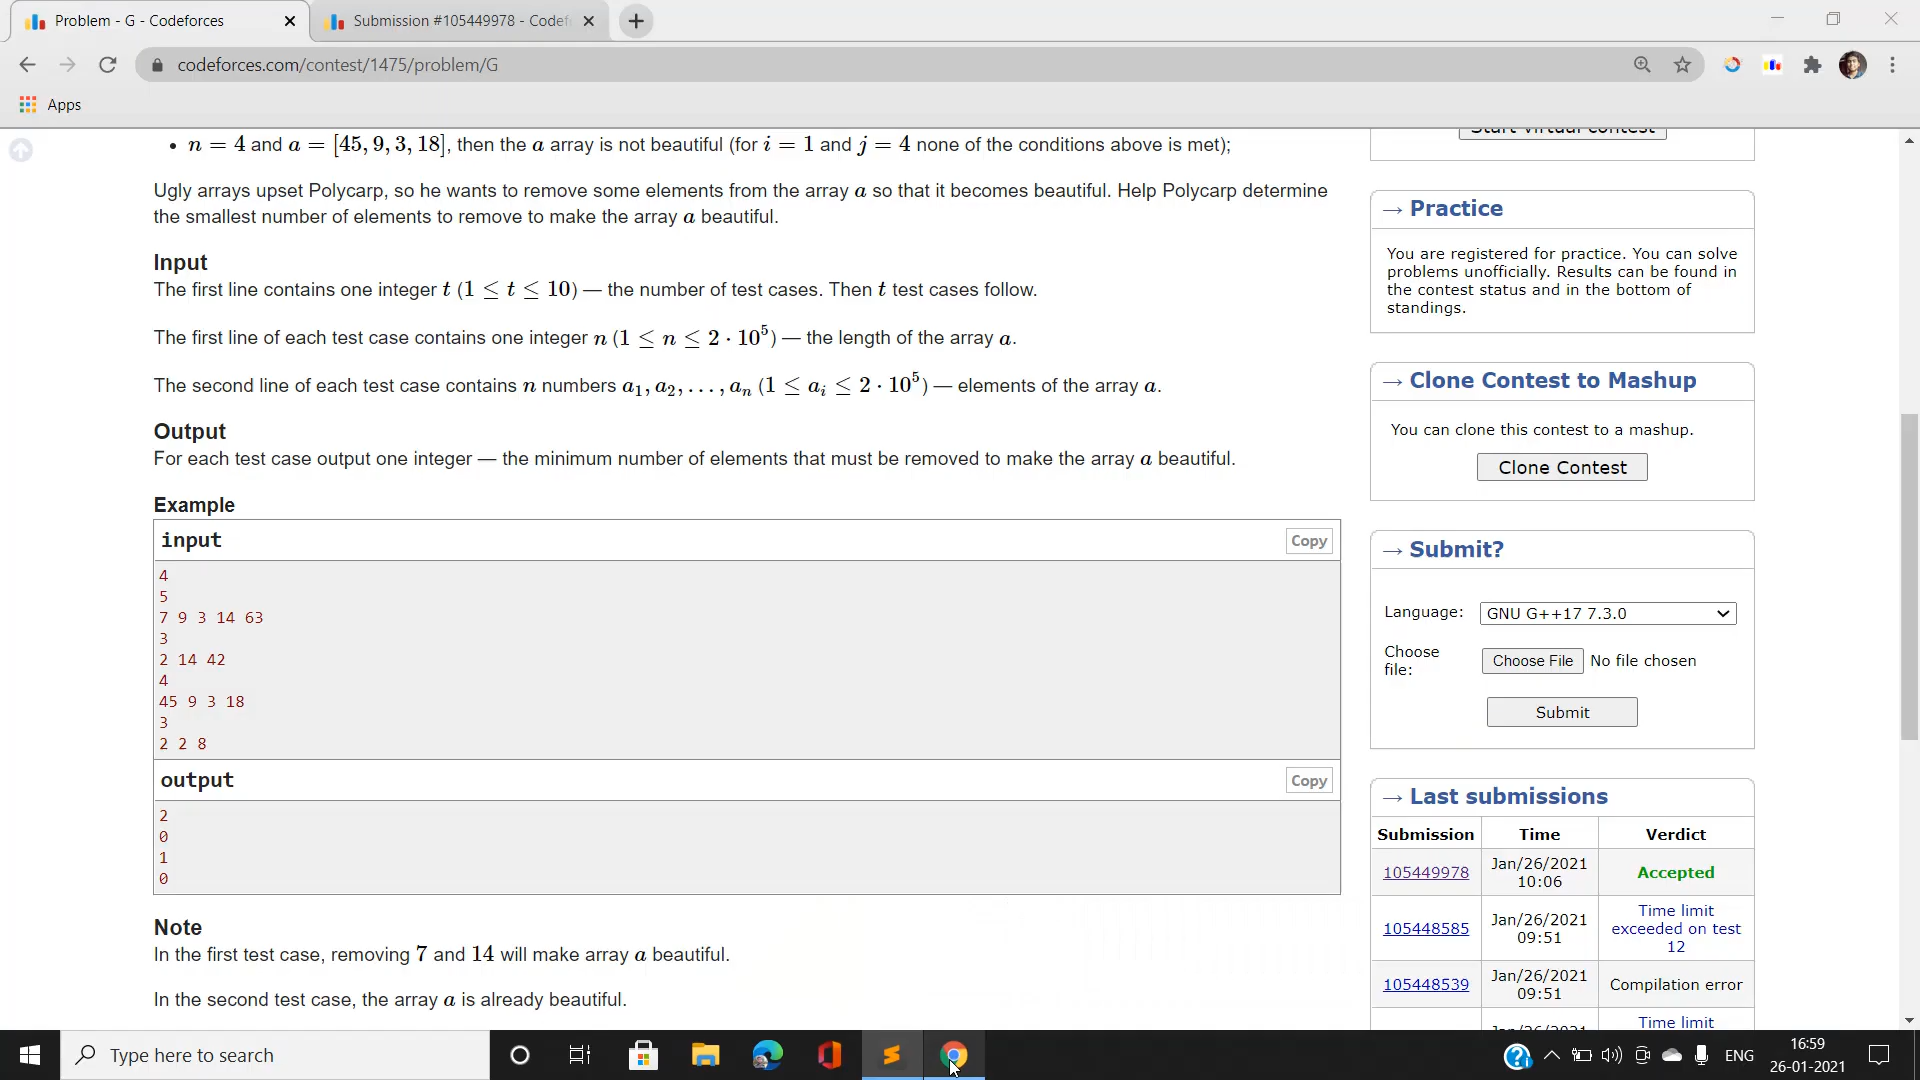 Problem - G - Codeforces
Submission #105449978 - Codef
codeforces.com/contest/1475/problem/G
Apps
• n = 4 and a = [45, 9, 3, 18], then the a array is not beautiful (for i = 1 and j = 4 none of the conditions above is met);
Ugly arrays upset Polycarp, so he wants to remove some elements from the array a so that it becomes beautiful. Help Polycarp determine
the smallest number of elements to remove to make the array a beautiful.
Input
The first line contains one integer t (1 ≤ t ≤ 10) — the number of test cases. Then t test cases follow.
The first line of each test case contains one integer n (1 ≤ n ≤ 2 · 10⁵) — the length of the array a.
The second line of each test case contains n numbers a₁, a₂, . . . , aₙ (1 ≤ aᵢ ≤ 2 · 10⁵) — elements of the array a.
Output
For each test case output one integer — the minimum number of elements that must be removed to make the array a beautiful.
Example
input
Copy
4
5
7 9 3 14 63
3
2 14 42
4
45 9 3 18
3
2 2 8
output
Copy
2
0
1
0
Note
In the first test case, removing 7 and 14 will make array a beautiful.
In the second test case, the array a is already beautiful.
Start virtual contest
→ Practice
You are registered for practice. You can solve
problems unofficially. Results can be found in
the contest status and in the bottom of
standings.
→ Clone Contest to Mashup
You can clone this contest to a mashup.
Clone Contest
→ Submit?
Language: GNU G++17 7.3.0
Choose
file: Choose File No file chosen
Submit
→ Last submissions
Submission Time Verdict
105449978 Jan/26/2021 10:06 Accepted
105448585 Jan/26/2021 09:51 Time limit exceeded on test 12
105448539 Jan/26/2021 09:51 Compilation error
Time limit
Type here to search
ENG
16:59
26-01-2021